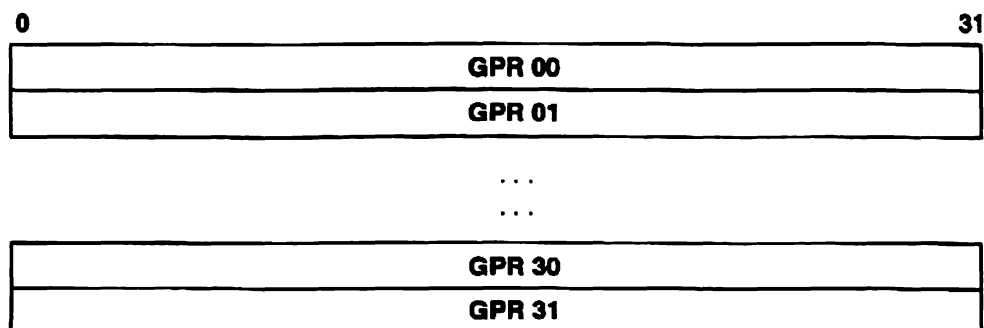 0 31
GPR 00
GPR 01
. . .
. . .
GPR 30
GPR 31